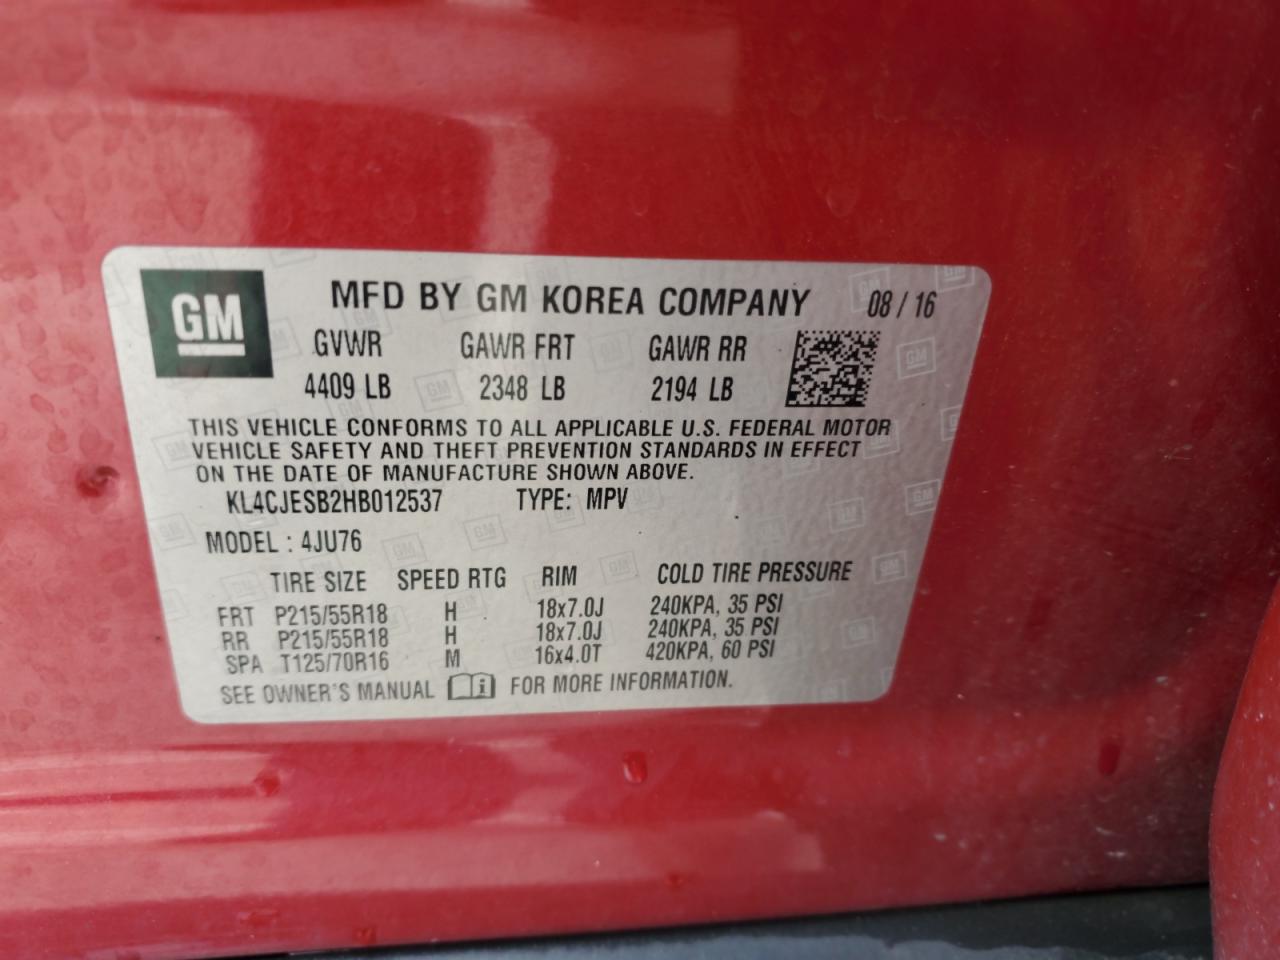 GM
MFD BY GM KOREA COMPANY 08 / 16
GVWR GAWR FRT GAWR RR
4409 LB 2348 LB 2194 LB
THIS VEHICLE CONFORMS TO ALL APPLICABLE U.S. FEDERAL MOTOR
VEHICLE SAFETY AND THEFT PREVENTION STANDARDS IN EFFECT
ON THE DATE OF MANUFACTURE SHOWN ABOVE.
KL4CJESB2HB012537 TYPE: MPV
MODEL : 4JU76
TIRE SIZE SPEED RTG RIM COLD TIRE PRESSURE
FRT P215/55R18 H 18x7.0J 240KPA, 35 PSI
RR P215/55R18 H 18x7.0J 240KPA, 35 PSI
SPA T125/70R16 M 16x4.0T 420KPA, 60 PSI
SEE OWNER'S MANUAL FOR MORE INFORMATION.